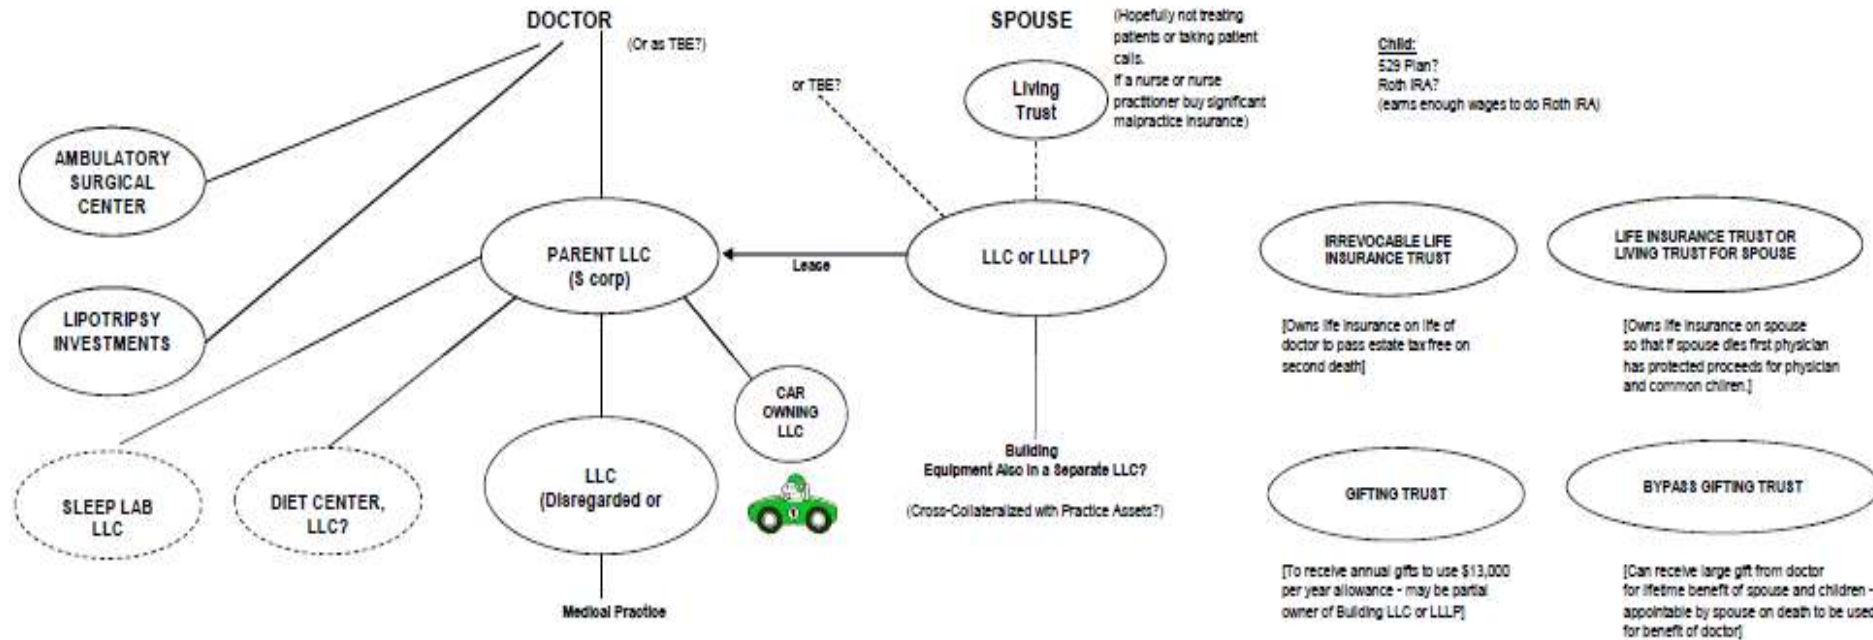 DOCTOR
(Or as TBE?)
SPOUSE
(Hopefully not treating
patients or taking patient
calls.
If a nurse or nurse
practitioner buy significant
malpractice insurance)
Child:
529 Plan?
Roth IRA?
(earns enough wages to do Roth IRA)
or TBE?
Living
Trust
AMBULATORY
SURGICAL
CENTER
PARENT LLC
(S corp)
Lease
LLC or LLLP?
IRREVOCABLE LIFE
INSURANCE TRUST
LIFE INSURANCE TRUST OR
LIVING TRUST FOR SPOUSE
LIPOTRIPSY
INVESTMENTS
[Owns life insurance on life of
doctor to pass estate tax free on
second death]
[Owns life insurance on spouse
so that if spouse dies first physician
has protected proceeds for physician
and common chilren.]
CAR
OWNING
LLC
SLEEP LAB
LLC
DIET CENTER,
LLC?
LLC
(Disregarded or
1
Building
Equipment Also in a Separate LLC?
(Cross-Collateralized with Practice Assets?)
GIFTING TRUST
BYPASS GIFTING TRUST
Medical Practice
[To receive annual gifts to use $13,000
per year allowance - may be partial
owner of Building LLC or LLLP]
[Can receive large gift from doctor
for lifetime benefit of spouse and children -
appointable by spouse on death to be used
for benefit of doctor]